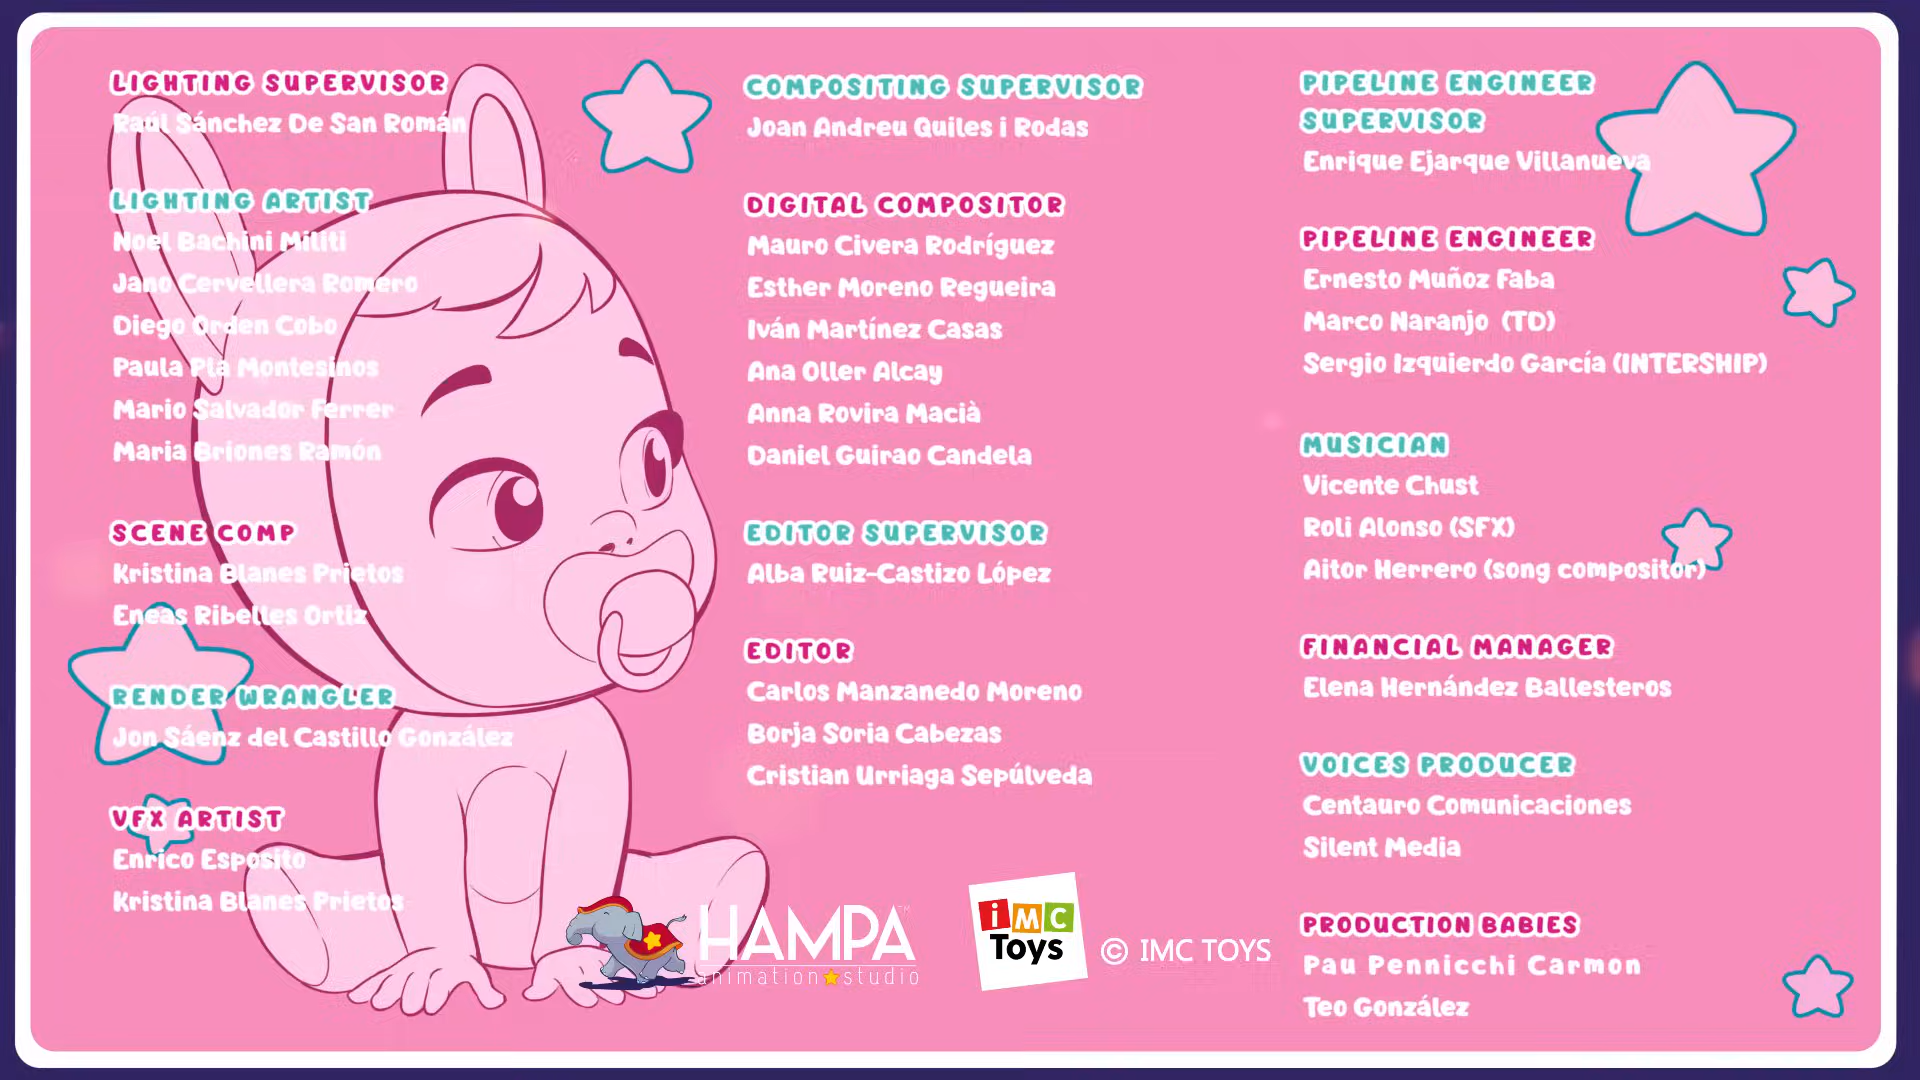 LIGHTING SUPERVISOR
Raúl Sánchez De San Román
LIGHTING ARTIST
Noel Bachini Militi
Jano Cervellera Romero
Diego Orden Cobo
Paula Pla Montesinos
Mario Salvador Ferrer
Maria Briones Ramón
SCENE COMP
Kristina Blanes Prietos
Eneas Ribelles Ortiz
RENDER WRANGLER
Jon Sáenz del Castillo González
VFX ARTIST
Enrico Esposito
Kristina Blanes Prietos
COMPOSITING SUPERVISOR
Joan Andreu Quiles i Rodas
DIGITAL COMPOSITOR
Mauro Civera Rodríguez
Esther Moreno Regueira
Iván Martínez Casas
Ana Oller Alcay
Anna Rovira Macià
Daniel Guirao Candela
EDITOR SUPERVISOR
Alba Ruiz-Castizo López
EDITOR
Carlos Manzanedo Moreno
Borja Soria Cabezas
Cristian Urriaga Sepúlveda
HAMPA™
animation studio
iMC
Toys
© IMC TOYS
PIPELINE ENGINEER
SUPERVISOR
Enrique Ejarque Villanueva
PIPELINE ENGINEER
Ernesto Muñoz Faba
Marco Naranjo (TD)
Sergio Izquierdo García (INTERSHIP)
MUSICIAN
Vicente Chust
Roli Alonso (SFX)
Aitor Herrero (song compositor)
FINANCIAL MANAGER
Elena Hernández Ballesteros
VOICES PRODUCER
Centauro Comunicaciones
Silent Media
PRODUCTION BABIES
Pau Pennicchi Carmon
Teo González